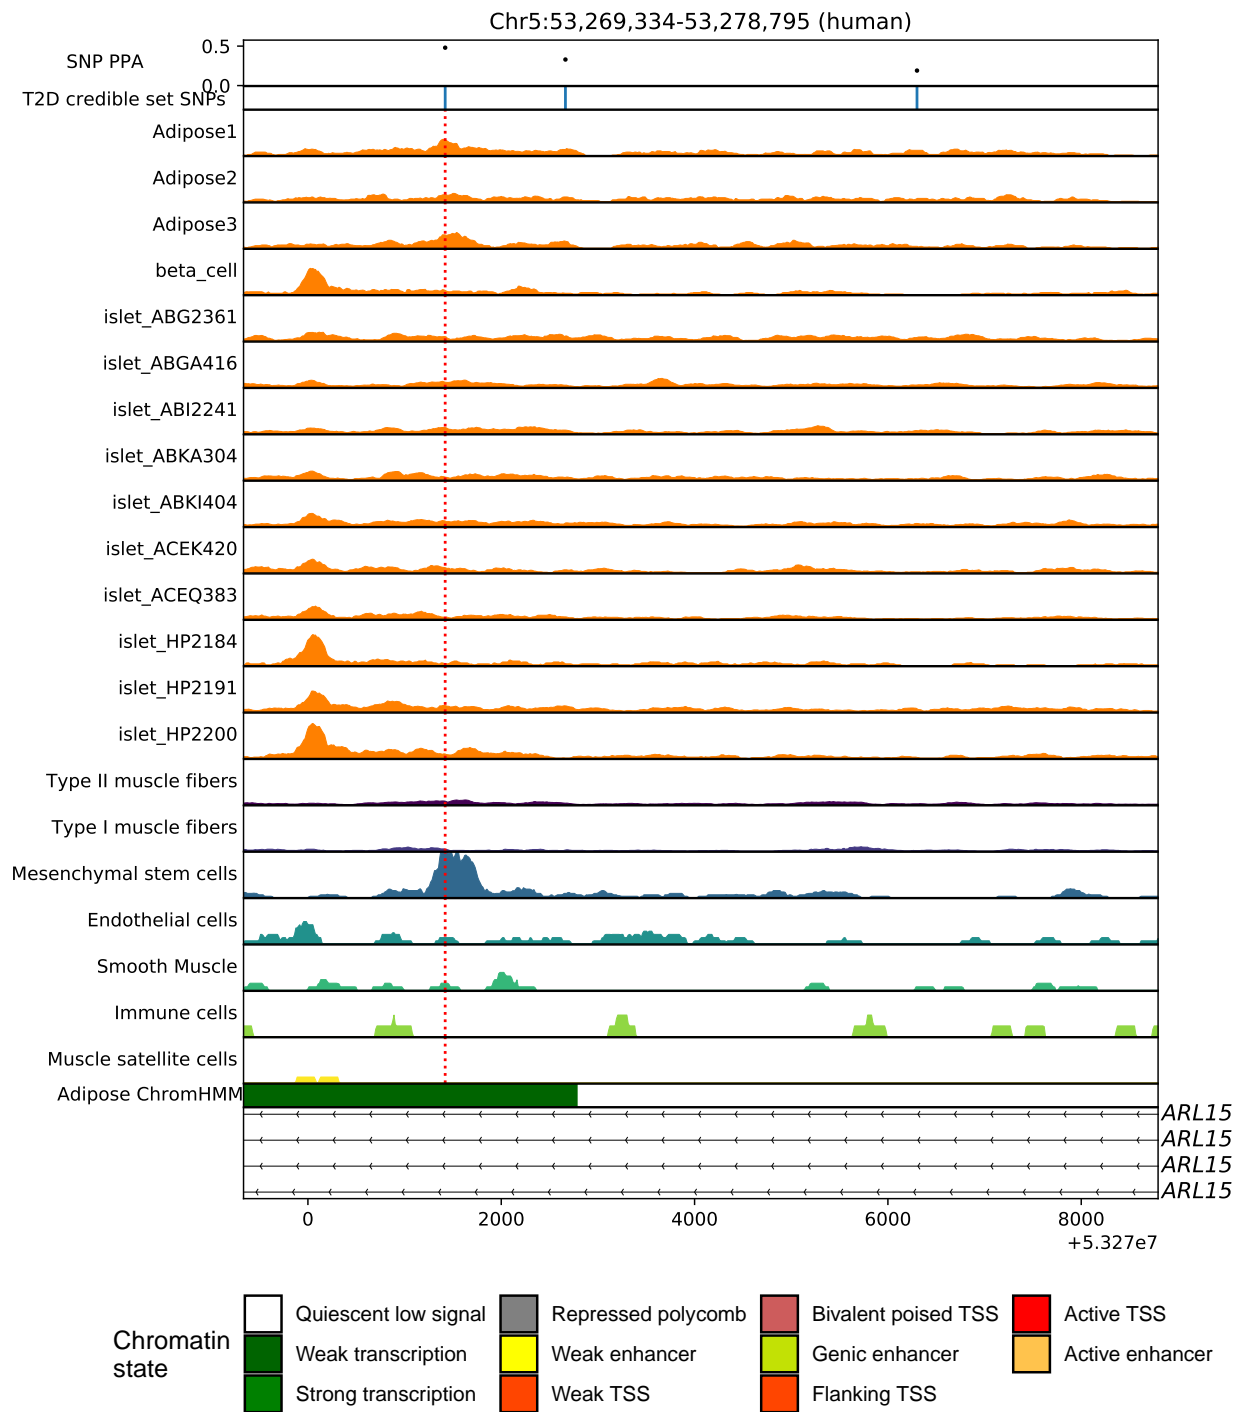 Chr5:53,269,334-53,278,795 (human)
0.5
SNP PPA
0.0
T2D credible set SNPs
Adipose1
Adipose2
Adipose3
beta_cell
islet_ABG2361
islet_ABGA416
islet_ABI2241
islet_ABKA304
islet_ABKI404
islet_ACEK420
islet_ACEQ383
islet_HP2184
islet_HP2191
islet_HP2200
Type II muscle fibers
Type I muscle fibers
Mesenchymal stem cells
Endothelial cells
Smooth Muscle
Immune cells
Muscle satellite cells
Adipose ChromHMM
ARL15
ARL15
ARL15
ARL15
0 2000 4000 6000 8000
+5.327e7
Chromatin state
Quiescent low signal Repressed polycomb Bivalent poised TSS Active TSS
Weak transcription Weak enhancer Genic enhancer Active enhancer
Strong transcription Weak TSS Flanking TSS